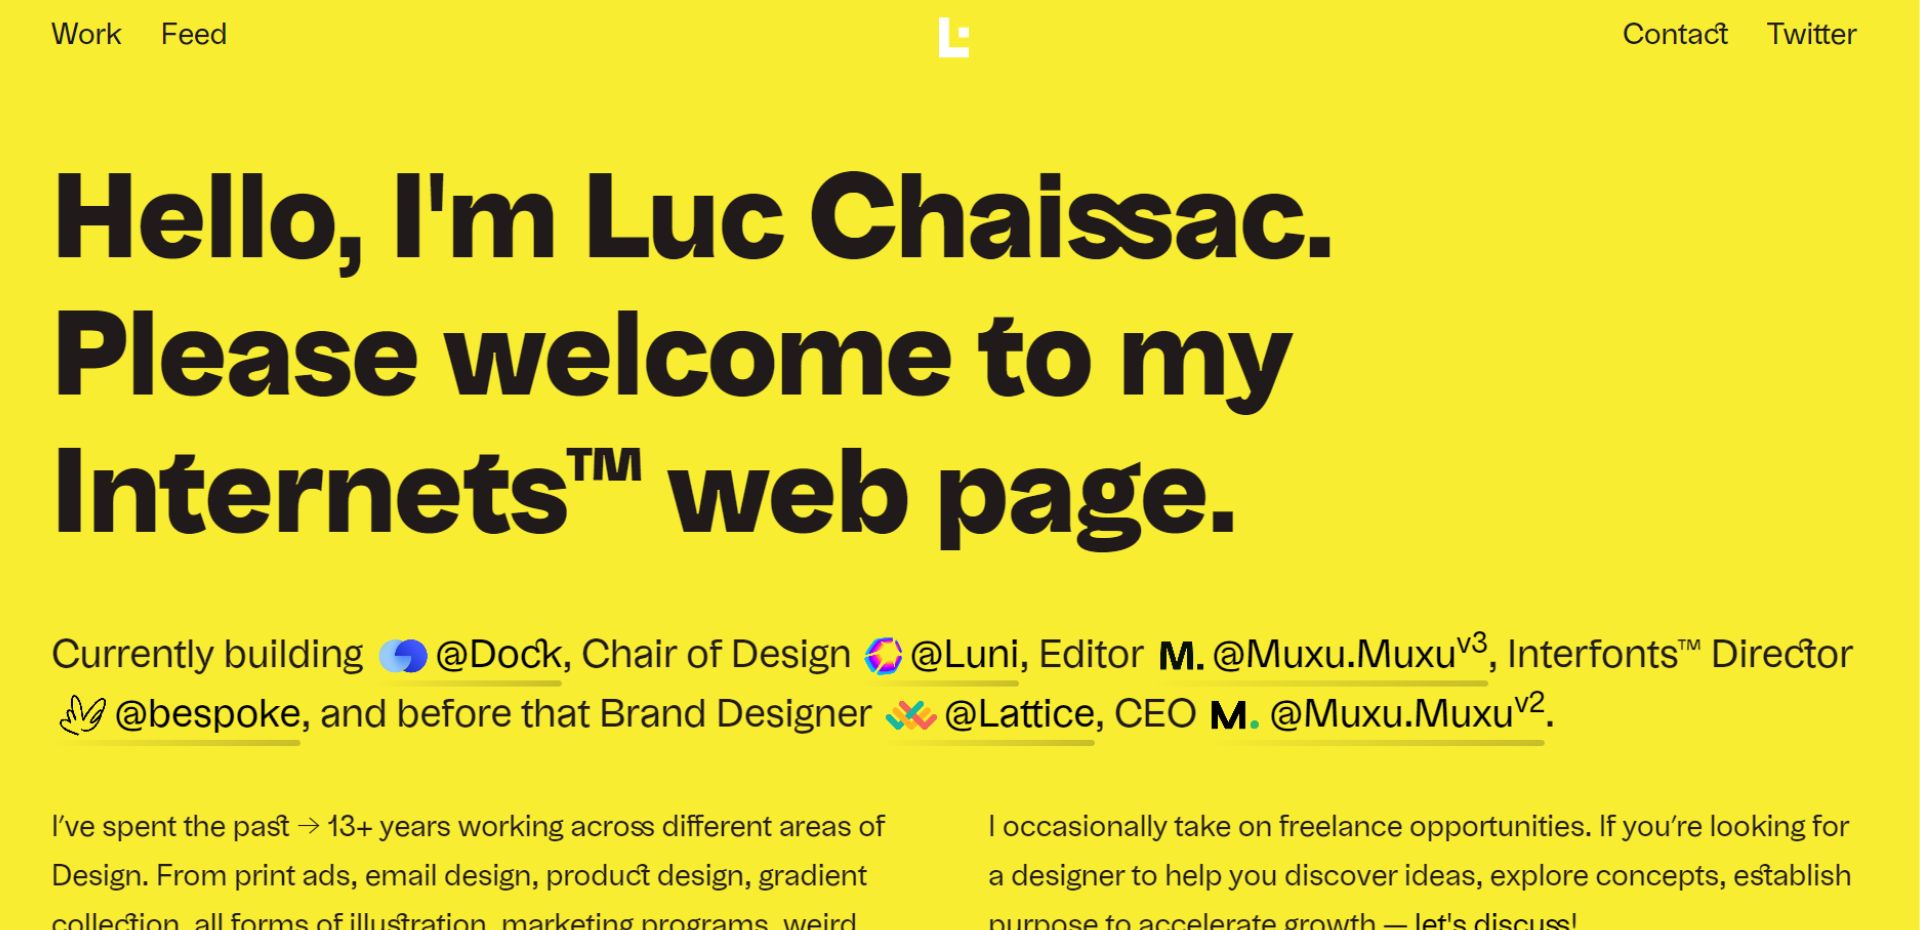 Work Feed Contact Twitter
Hello, I'm Luc Chaissac.
Please welcome to my
Internets™ web page.
Currently building @Dock, Chair of Design @Luni, Editor M. @Muxu.Muxuv3, Interfonts™ Director
@bespoke, and before that Brand Designer @Lattice, CEO M. @Muxu.Muxuv2.
I've spent the past → 13+ years working across different areas of
Design. From print ads, email design, product design, gradient
collection, all forms of illustration, marketing programs, weird
I occasionally take on freelance opportunities. If you're looking for
a designer to help you discover ideas, explore concepts, establish
purpose to accelerate growth — let's discuss!